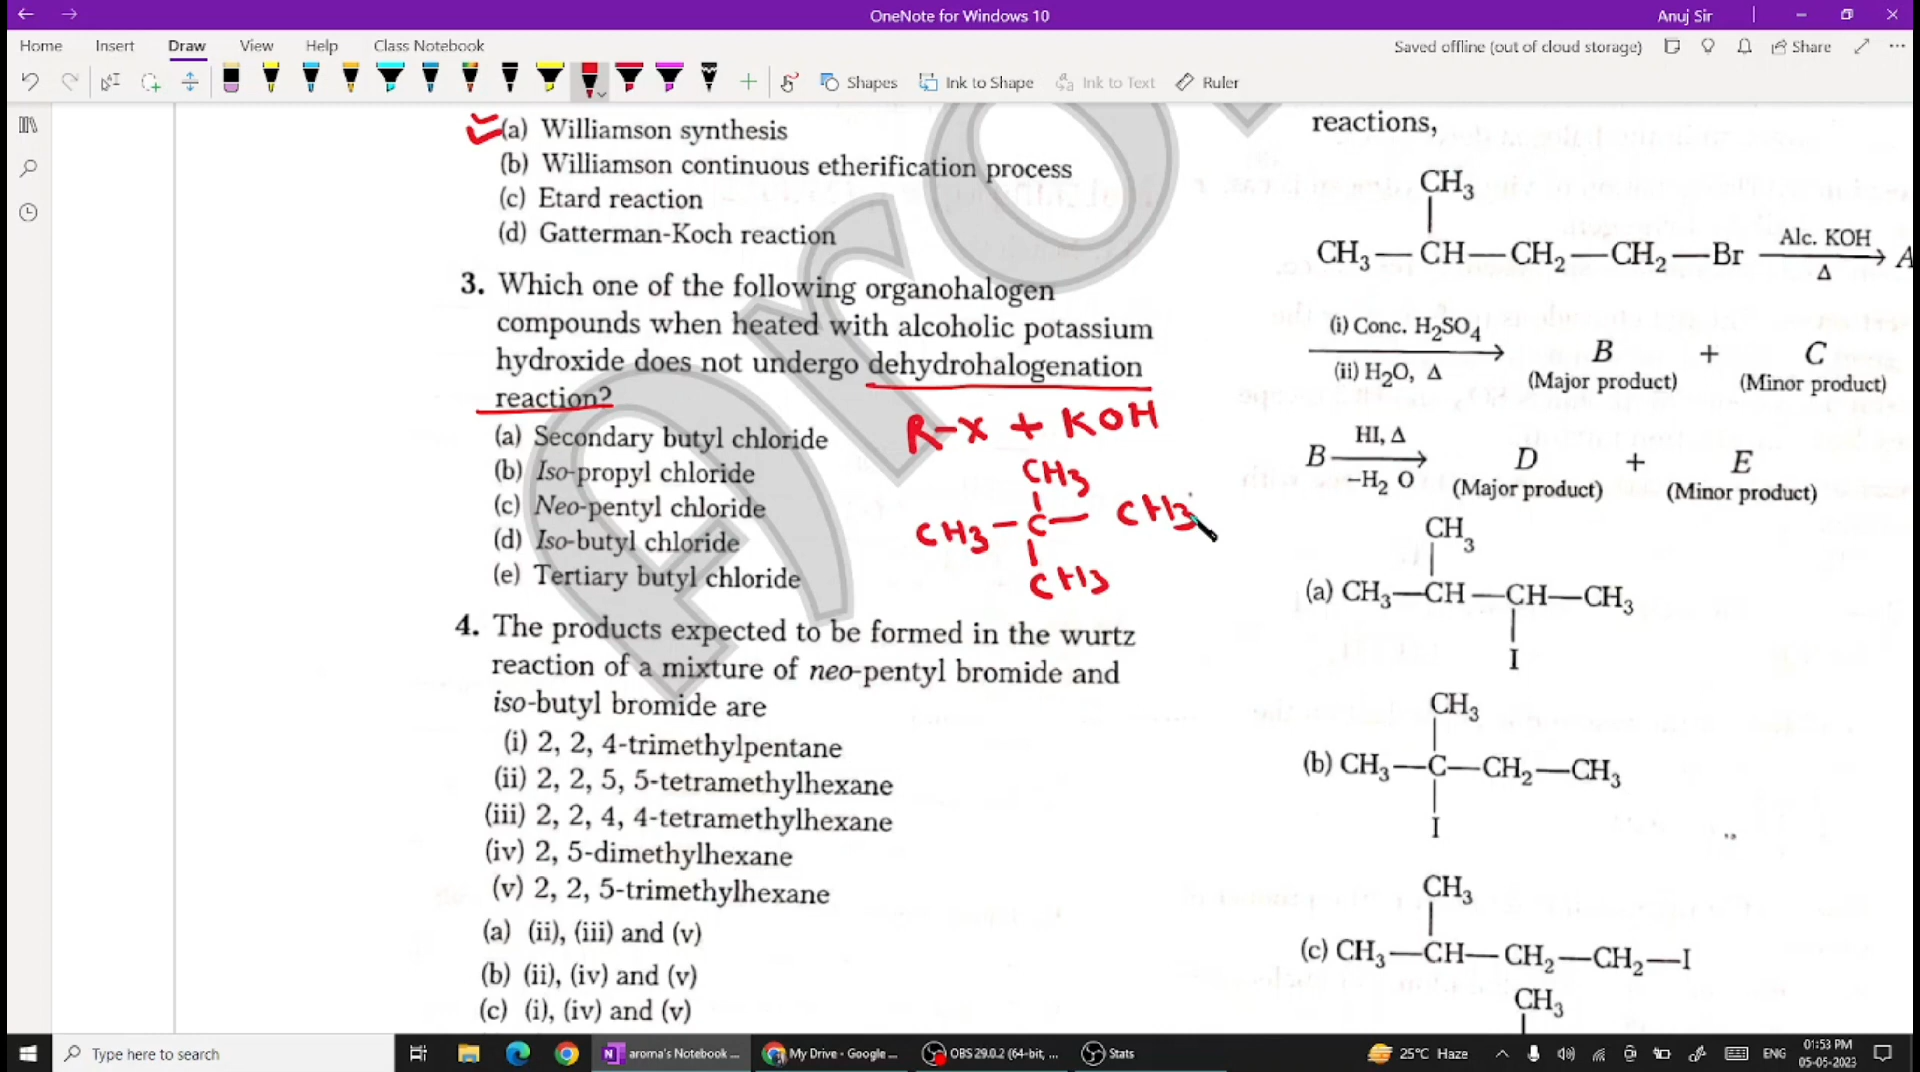 OneNote for Windows 10
Anuj Sir
Home Insert Draw View Help Class Notebook
Saved offline (out of cloud storage)
Share
Shapes Ink to Shape Ink to Text Ruler
(a) Williamson synthesis
(b) Williamson continuous etherification process
(c) Etard reaction
(d) Gatterman-Koch reaction
3. Which one of the following organohalogen
compounds when heated with alcoholic potassium
hydroxide does not undergo dehydrohalogenation
reaction?
(a) Secondary butyl chloride
(b) Iso-propyl chloride
(c) Neo-pentyl chloride
(d) Iso-butyl chloride
(e) Tertiary butyl chloride
R-X + KOH
CH3
CH3 - C - CH3
CH3
4. The products expected to be formed in the wurtz
reaction of a mixture of neo-pentyl bromide and
iso-butyl bromide are
(i) 2, 2, 4-trimethylpentane
(ii) 2, 2, 5, 5-tetramethylhexane
(iii) 2, 2, 4, 4-tetramethylhexane
(iv) 2, 5-dimethylhexane
(v) 2, 2, 5-trimethylhexane
(a) (ii), (iii) and (v)
(b) (ii), (iv) and (v)
(c) (i), (iv) and (v)
reactions,
CH3
CH3—CH—CH2—CH2—Br Alc. KOH Δ → A
(i) Conc. H2SO4
(ii) H2O, Δ
B + C
(Major product) (Minor product)
B HI, Δ −H2 O → D + E
(Major product) (Minor product)
CH3
(a) CH3—CH—CH—CH3
I
CH3
(b) CH3—C—CH2—CH3
I
CH3
(c) CH3—CH—CH2—CH2—I
CH3
Type here to search
aroma's Notebook ...
My Drive - Google ...
OBS 29.0.2 (64-bit, ...
Stats
25°C Haze
ENG
01:53 PM
05-05-2023